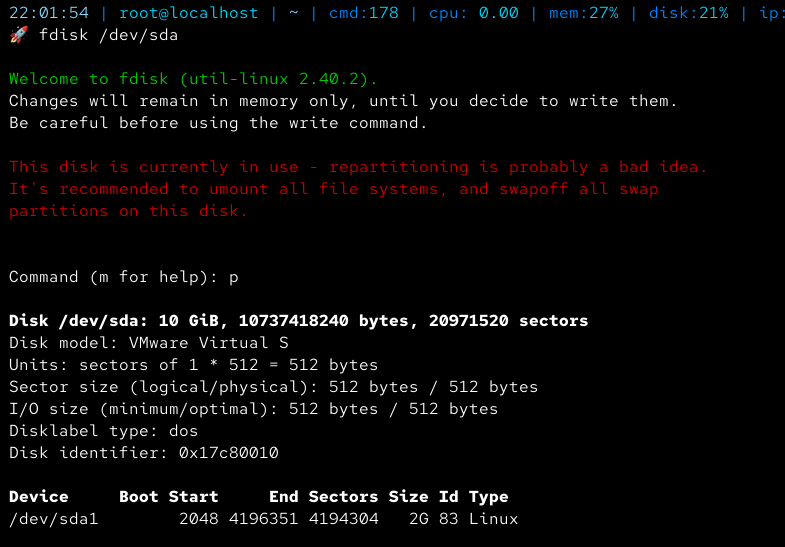 22:01:54 | root@localhost | ~ | cmd:178 | cpu: 0.00 | mem:27% | disk:21% | ip:
🚀 fdisk /dev/sda
Welcome to fdisk (util-linux 2.40.2).
Changes will remain in memory only, until you decide to write them.
Be careful before using the write command.
This disk is currently in use - repartitioning is probably a bad idea.
It's recommended to umount all file systems, and swapoff all swap
partitions on this disk.
Command (m for help): p
Disk /dev/sda: 10 GiB, 10737418240 bytes, 20971520 sectors
Disk model: VMware Virtual S
Units: sectors of 1 * 512 = 512 bytes
Sector size (logical/physical): 512 bytes / 512 bytes
I/O size (minimum/optimal): 512 bytes / 512 bytes
Disklabel type: dos
Disk identifier: 0x17c80010
Device     Boot Start     End Sectors Size Id Type
/dev/sda1        2048 4196351 4194304   2G 83 Linux